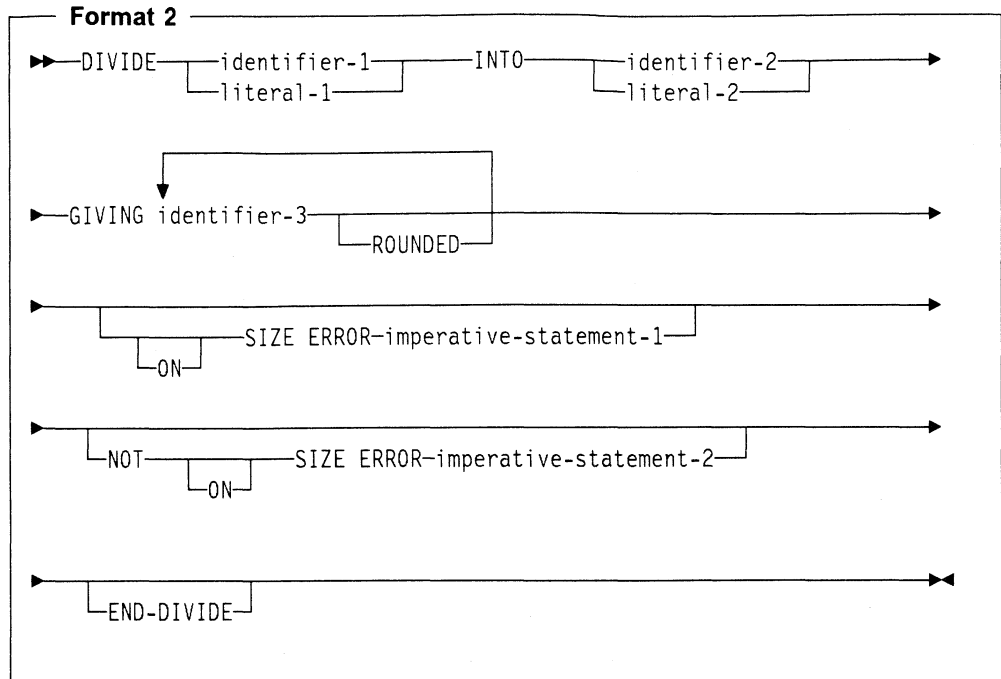 Format 2
DIVIDE identifier-1 INTO identifier-2
literal-1 literal-2
GIVING identifier-3
ROUNDED
SIZE ERROR—imperative-statement-1
ON
NOT SIZE ERROR—imperative-statement-2
ON
END-DIVIDE